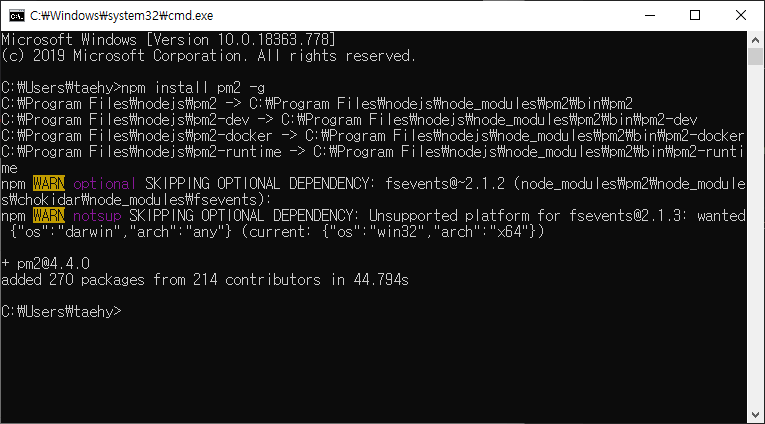 C:₩Windows₩system32₩cmd.exe
Microsoft Windows [Version 10.0.18363.778]
(c) 2019 Microsoft Corporation. All rights reserved.
C:₩Users₩taehy>npm install pm2 -g
C:₩Program Files₩nodejs₩pm2 -> C:₩Program Files₩nodejs₩node_modules₩pm2₩bin₩pm2
C:₩Program Files₩nodejs₩pm2-dev -> C:₩Program Files₩nodejs₩node_modules₩pm2₩bin₩pm2-dev
C:₩Program Files₩nodejs₩pm2-docker -> C:₩Program Files₩nodejs₩node_modules₩pm2₩bin₩pm2-docker
C:₩Program Files₩nodejs₩pm2-runtime -> C:₩Program Files₩nodejs₩node_modules₩pm2₩bin₩pm2-runti
me
npm WARN optional SKIPPING OPTIONAL DEPENDENCY: fsevents@~2.1.2 (node_modules₩pm2₩node_module
s₩chokidar₩node_modules₩fsevents):
npm WARN notsup SKIPPING OPTIONAL DEPENDENCY: Unsupported platform for fsevents@2.1.3: wanted
{"os":"darwin","arch":"any"} (current: {"os":"win32","arch":"x64"})
+ pm2@4.4.0
added 270 packages from 214 contributors in 44.794s
C:₩Users₩taehy>